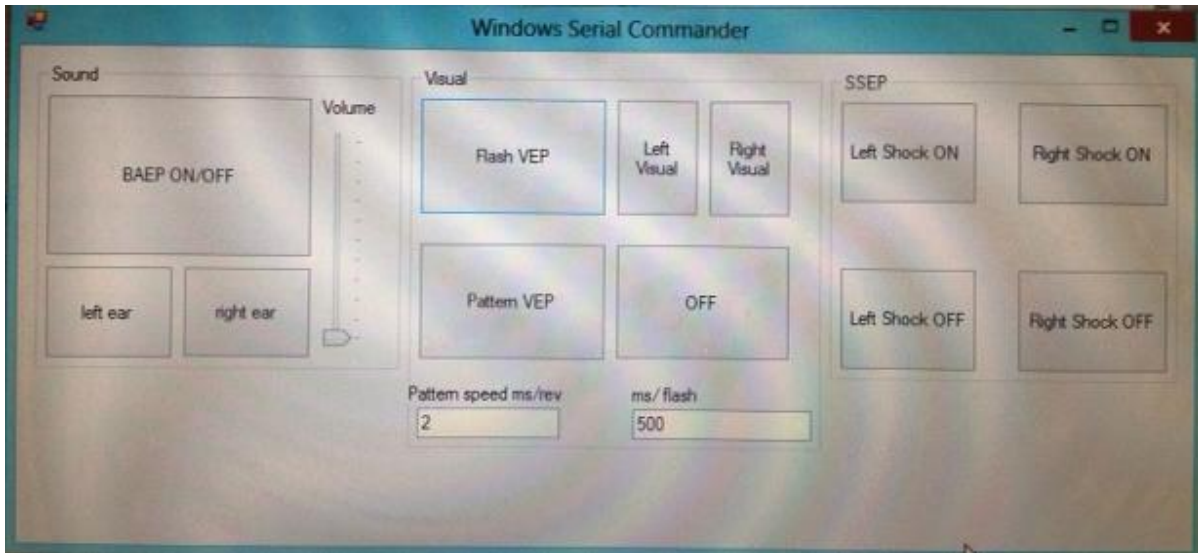 Windows Serial Commander
Sound
Volume
BAEP ON/OFF
left ear
right ear
Visual
Flash VEP
Left
Visual
Right
Visual
Pattern VEP
OFF
Pattern speed ms/rev
2
ms/ flash
500
SSEP
Left Shock ON
Right Shock ON
Left Shock OFF
Right Shock OFF